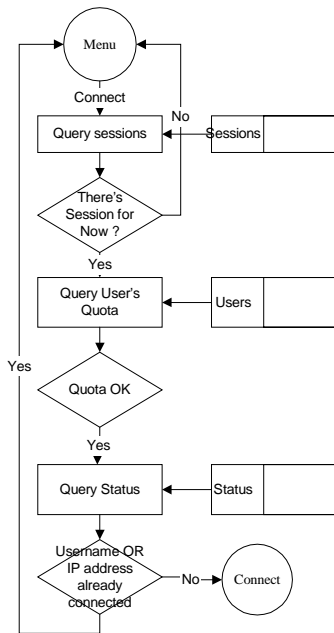 Menu
Connect
No
Query sessions
Sessions
There's
Session for
Now ?
Yes
Query User's
Quota
Users
Yes
Quota OK
Yes
Query Status
Status
Username OR
IP address
already
connected
No
Connect